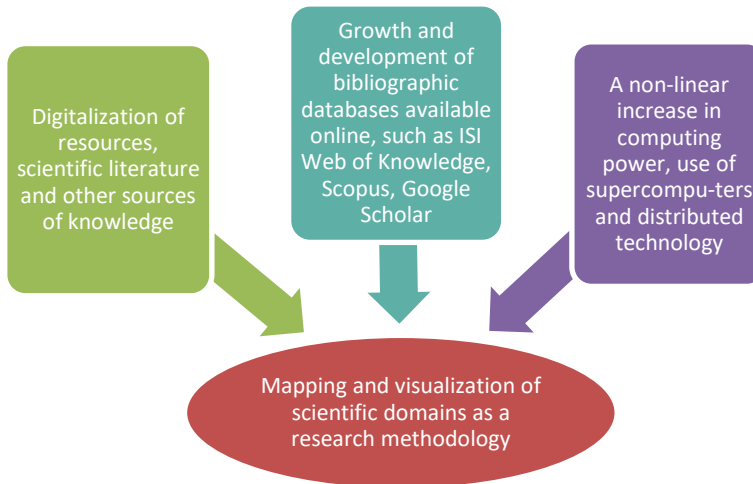 Digitalization of
resources,
scientific literature
and other sources
of knowledge
Growth and
development of
bibliographic
databases available
online, such as ISI
Web of Knowledge,
Scopus, Google
Scholar
A non-linear
increase in
computing
power, use of
supercompu-ters
and distributed
technology
Mapping and visualization of
scientific domains as a
research methodology